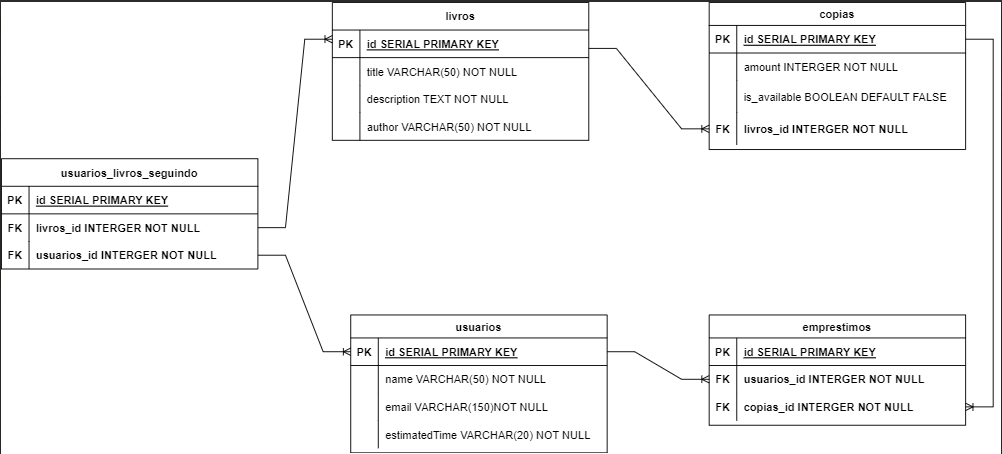 livros
PK id SERIAL PRIMARY KEY
title VARCHAR(50) NOT NULL
description TEXT NOT NULL
author VARCHAR(50) NOT NULL
copias
PK id SERIAL PRIMARY KEY
amount INTERGER NOT NULL
is_available BOOLEAN DEFAULT FALSE
FK livros_id INTERGER NOT NULL
usuarios_livros_seguindo
PK id SERIAL PRIMARY KEY
FK livros_id INTERGER NOT NULL
FK usuarios_id INTERGER NOT NULL
usuarios
PK id SERIAL PRIMARY KEY
name VARCHAR(50) NOT NULL
email VARCHAR(150)NOT NULL
estimatedTime VARCHAR(20) NOT NULL
emprestimos
PK id SERIAL PRIMARY KEY
FK usuarios_id INTERGER NOT NULL
FK copias_id INTERGER NOT NULL